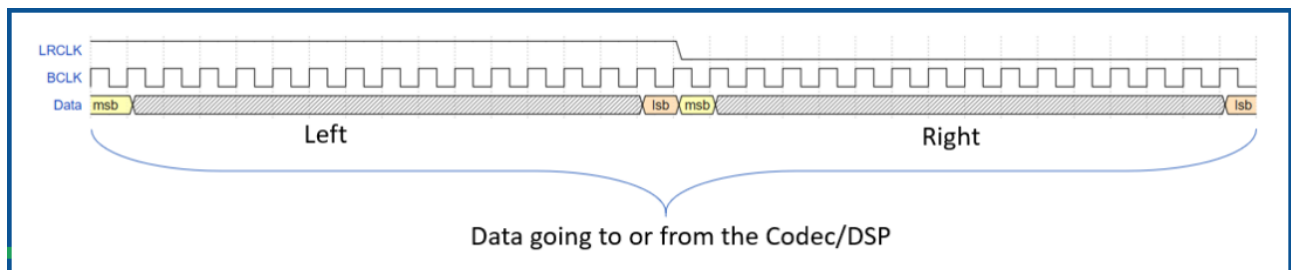 LRCLK
BCLK
Data msb lsb msb lsb
Left Right
Data going to or from the Codec/DSP